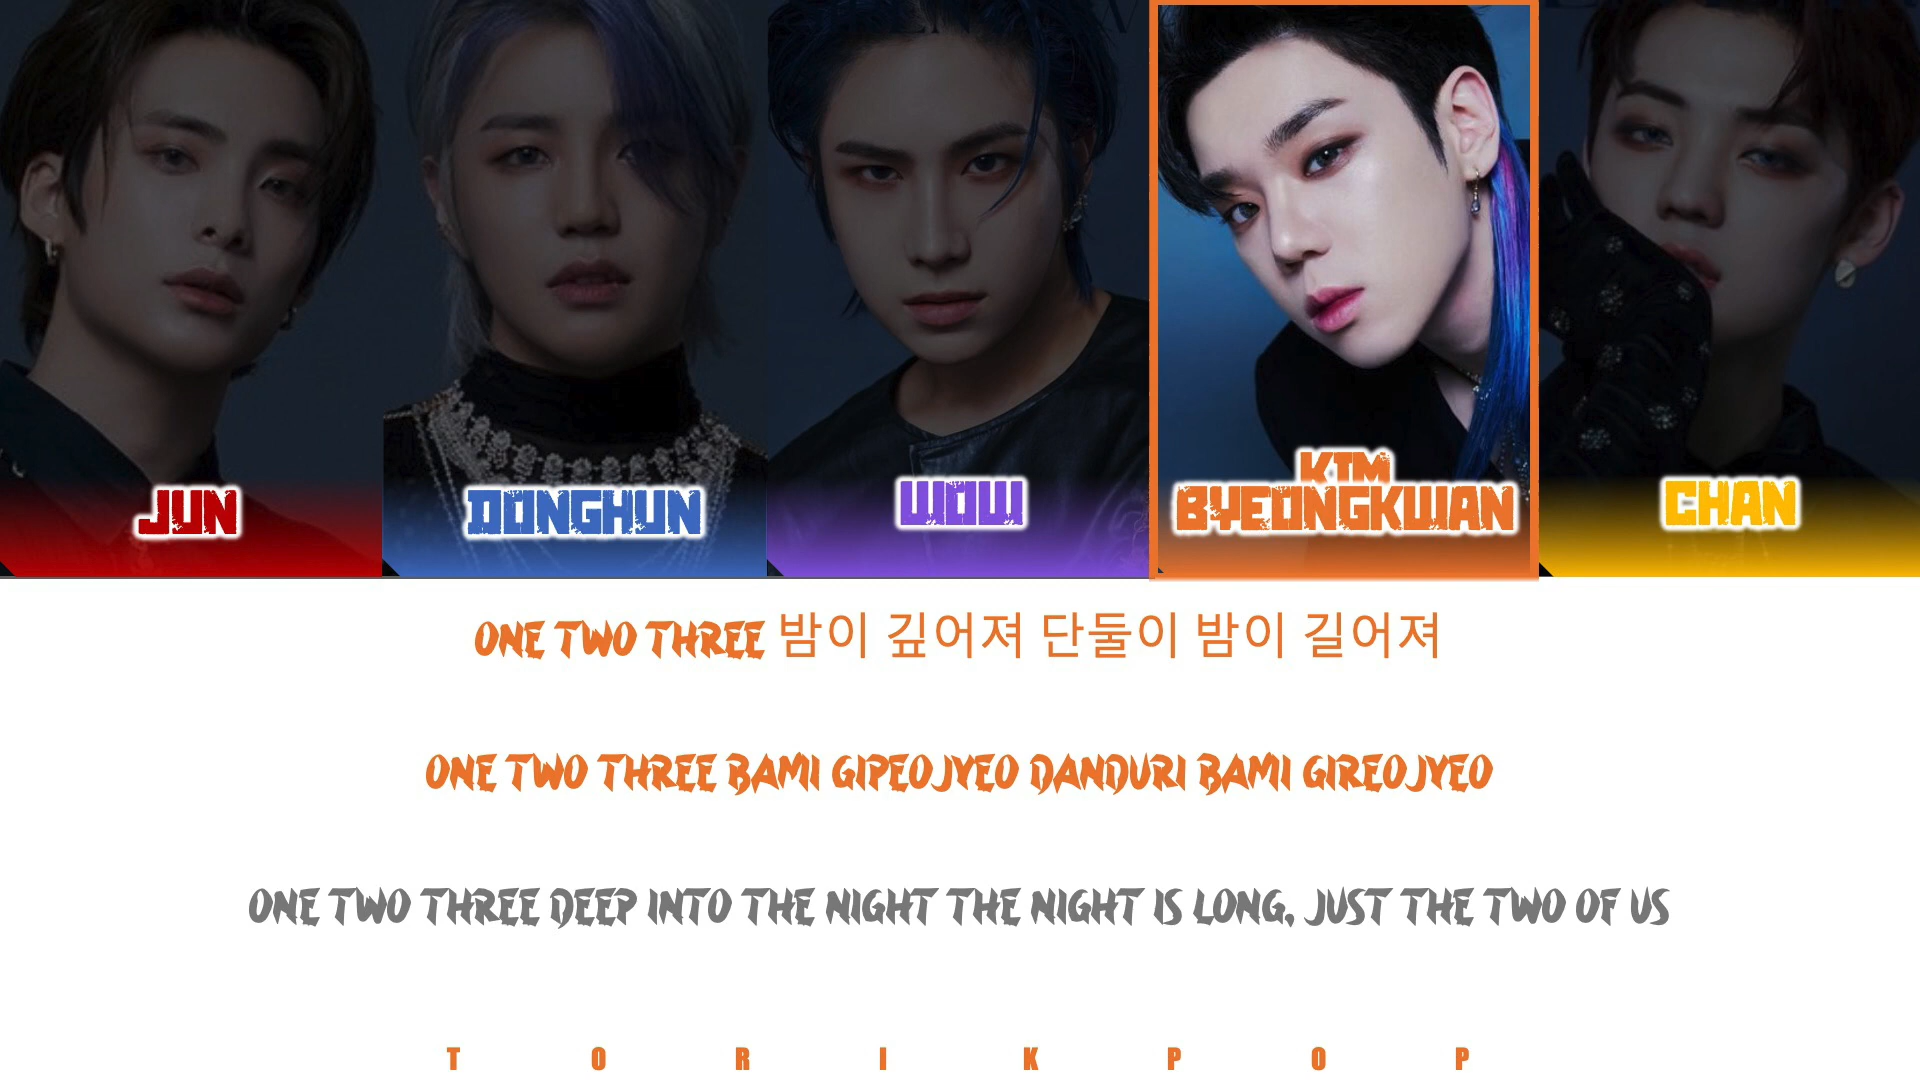 JUN
DONGHUN
WOW
KIM
BYEONGKWAN
CHAN
ONE TWO THREE 밤이 깊어져 단둘이 밤이 길어져
ONE TWO THREE BAMI GIPEOJYEO DANDURI BAMI GIREOJYEO
ONE TWO THREE DEEP INTO THE NIGHT THE NIGHT IS LONG, JUST THE TWO OF US
T O R I K P O P